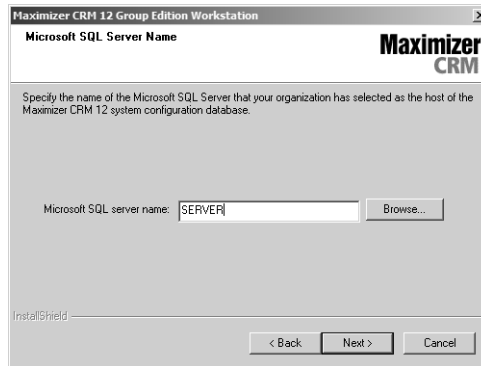 Maximizer CRM 12 Group Edition Workstation
Microsoft SQL Server Name
Maximizer
CRM
Specify the name of the Microsoft SQL Server that your organization has selected as the host of the
Maximizer CRM 12 system configuration database.
Microsoft SQL server name: SERVER Browse...
InstallShield
< Back Next > Cancel